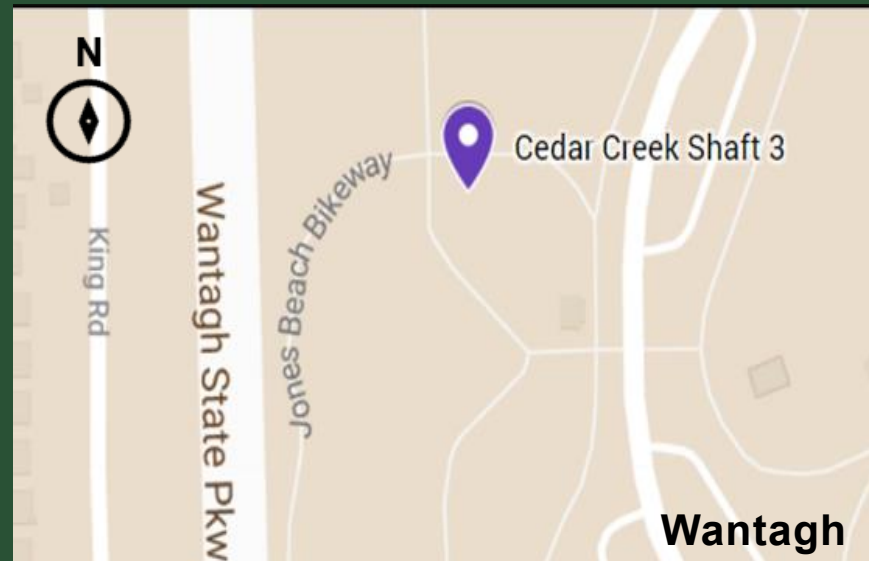 N
Cedar Creek Shaft 3
Jones Beach Bikeway
King Rd
Wantagh State Pkw
Wantagh